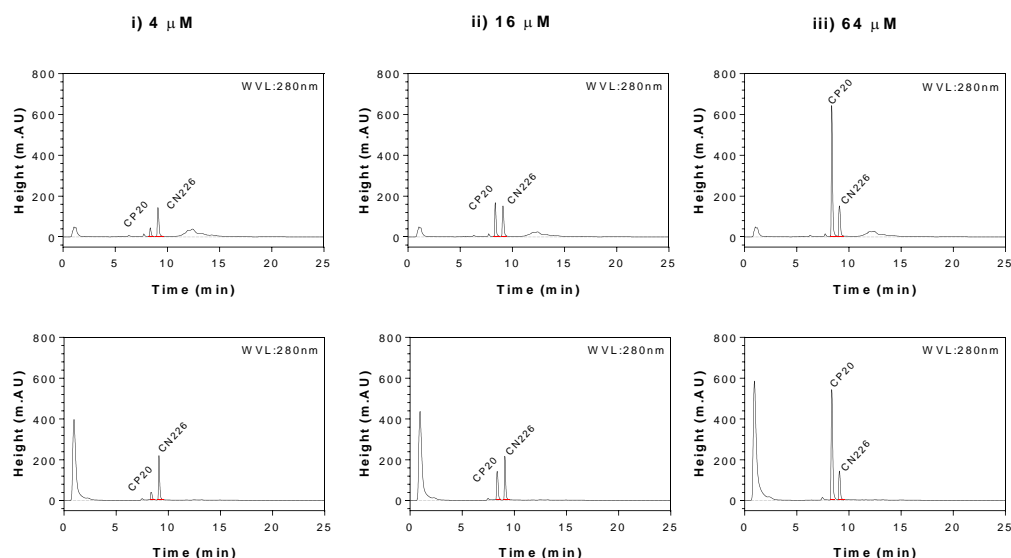 i) 4 μM
ii) 16 μM
iii) 64 μM
800
600
400
200
0
Height (m.AU)
WVL:280nm
CP20
CN226
0 5 10 15 20 25
Time (min)
800
600
400
200
0
Height (m.AU)
WVL:280nm
CP20
CN226
0 5 10 15 20 25
Time (min)
800
600
400
200
0
Height (m.AU)
WVL:280nm
CP20
CN226
0 5 10 15 20 25
Time (min)
800
600
400
200
0
Height (m.AU)
WVL:280nm
CP20
CN226
0 5 10 15 20 25
Time (min)
800
600
400
200
0
Height (m.AU)
WVL:280nm
CP20
CN226
0 5 10 15 20 25
Time (min)
800
600
400
200
0
Height (m.AU)
WVL:280nm
CP20
CN226
0 5 10 15 20 25
Time (min)